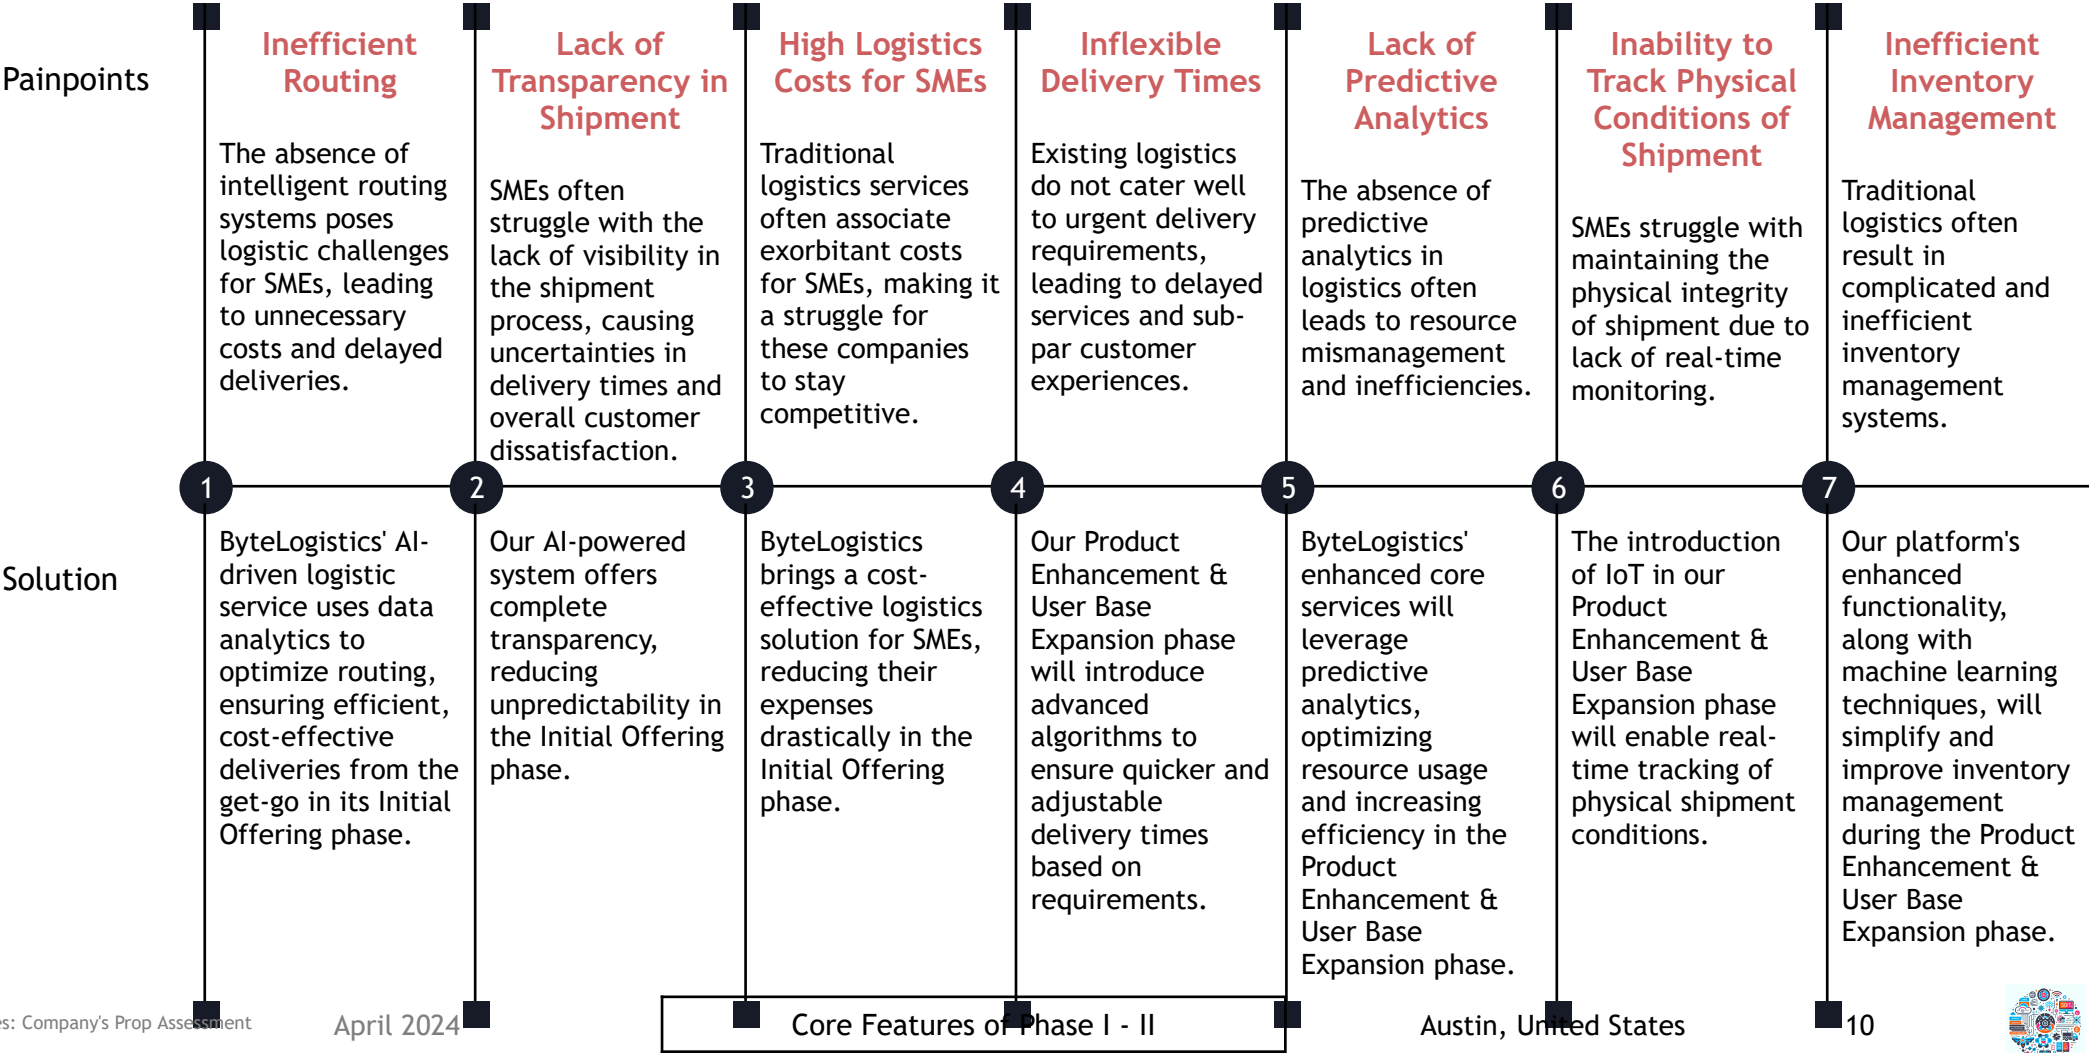 Painpoints
Inefficient
Routing
The absence of
intelligent routing
systems poses
logistic challenges
for SMEs, leading
to unnecessary
costs and delayed
deliveries.
Lack of
Transparency in
Shipment
SMEs often
struggle with the
lack of visibility in
the shipment
process, causing
uncertainties in
delivery times and
overall customer
dissatisfaction.
High Logistics
Costs for SMEs
Traditional
logistics services
often associate
exorbitant costs
for SMEs, making it
a struggle for
these companies
to stay
competitive.
Inflexible
Delivery Times
Existing logistics
do not cater well
to urgent delivery
requirements,
leading to delayed
services and sub-
par customer
experiences.
Lack of
Predictive
Analytics
The absence of
predictive
analytics in
logistics often
leads to resource
mismanagement
and inefficiencies.
Inability to
Track Physical
Conditions of
Shipment
SMEs struggle with
maintaining the
physical integrity
of shipment due to
lack of real-time
monitoring.
Inefficient
Inventory
Management
Traditional
logistics often
result in
complicated and
inefficient
inventory
management
systems.
1
2
3
4
5
6
7
Solution
ByteLogistics' AI-
driven logistic
service uses data
analytics to
optimize routing,
ensuring efficient,
cost-effective
deliveries from the
get-go in its Initial
Offering phase.
Our AI-powered
system offers
complete
transparency,
reducing
unpredictability in
the Initial Offering
phase.
ByteLogistics
brings a cost-
effective logistics
solution for SMEs,
reducing their
expenses
drastically in the
Initial Offering
phase.
Our Product
Enhancement &
User Base
Expansion phase
will introduce
advanced
algorithms to
ensure quicker and
adjustable
delivery times
based on
requirements.
ByteLogistics'
enhanced core
services will
leverage
predictive
analytics,
optimizing
resource usage
and increasing
efficiency in the
Product
Enhancement &
User Base
Expansion phase.
The introduction
of IoT in our
Product
Enhancement &
User Base
Expansion phase
will enable real-
time tracking of
physical shipment
conditions.
Our platform's
enhanced
functionality,
along with
machine learning
techniques, will
simplify and
improve inventory
management
during the Product
Enhancement &
User Base
Expansion phase.
es: Company's Prop Assessment
April 2024
Core Features of Phase I - II
Austin, United States
10